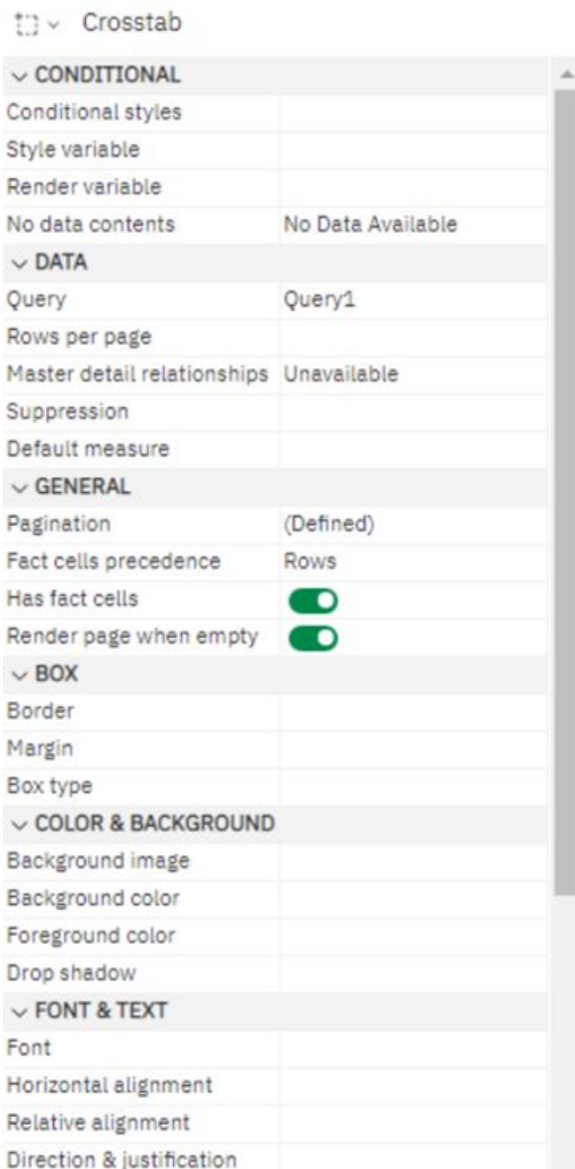 Crosstab
CONDITIONAL
Conditional styles
Style variable
Render variable
No data contents No Data Available
DATA
Query Query1
Rows per page
Master detail relationships Unavailable
Suppression
Default measure
GENERAL
Pagination (Defined)
Fact cells precedence Rows
Has fact cells
Render page when empty
BOX
Border
Margin
Box type
COLOR & BACKGROUND
Background image
Background color
Foreground color
Drop shadow
FONT & TEXT
Font
Horizontal alignment
Relative alignment
Direction & justification